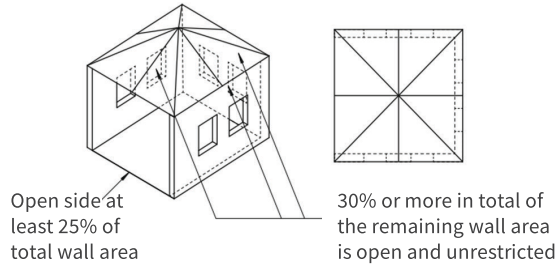 Open side at
least 25% of
total wall area
30% or more in total of
the remaining wall area
is open and unrestricted